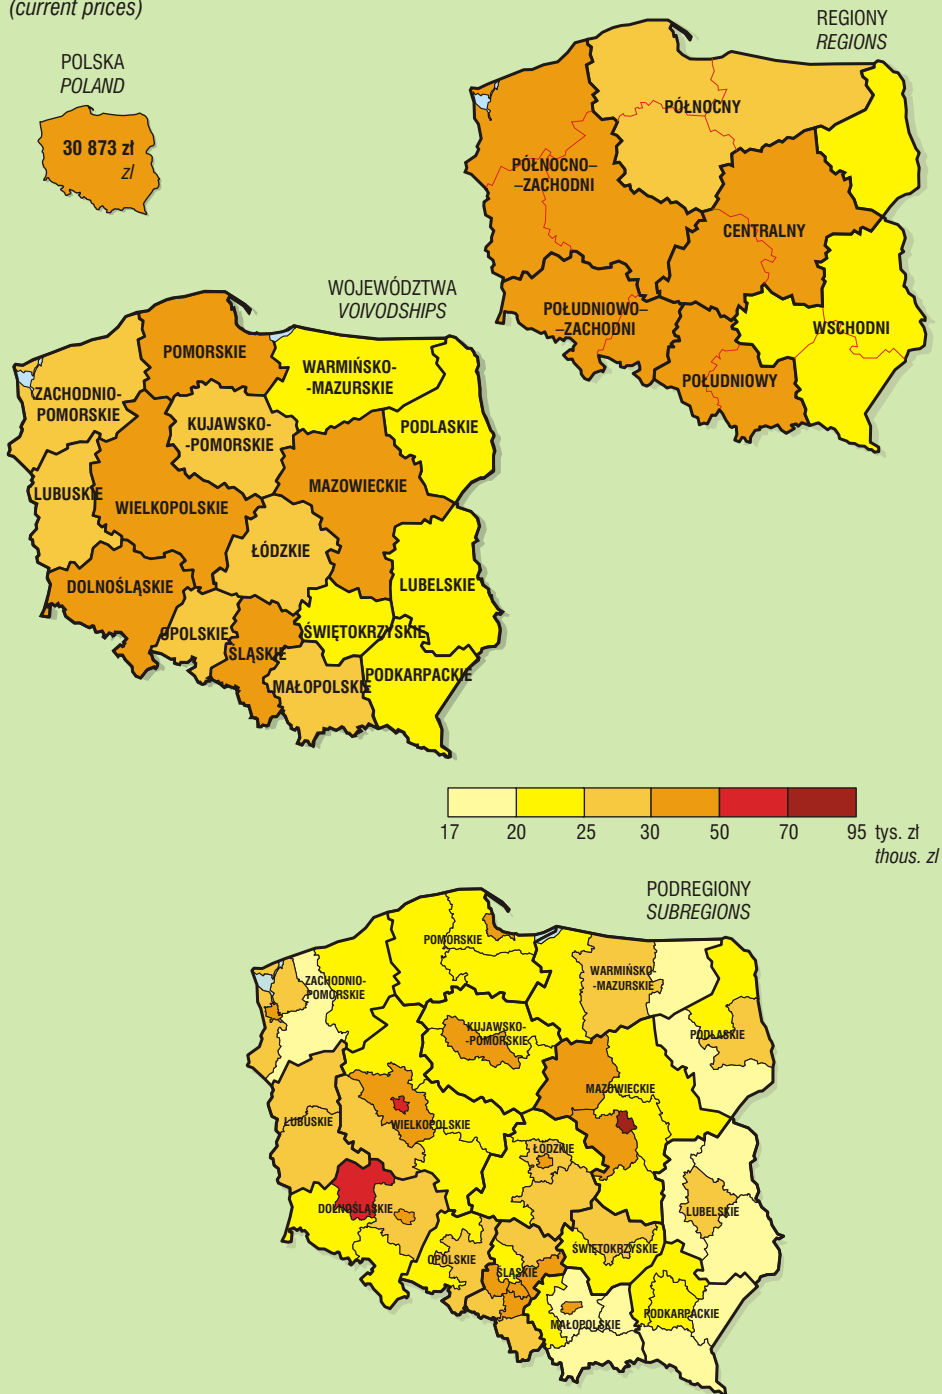 (current prices)
POLSKA
POLAND
30 873 zł
zl
REGIONY
REGIONS
PÓŁNOCNY
PÓŁNOCNO–
–ZACHODNI
CENTRALNY
POŁUDNIOWO–
–ZACHODNI
WSCHODNI
POŁUDNIOWY
WOJEWÓDZTWA
VOIVODSHIPS
POMORSKIE
WARMIŃSKO-
-MAZURSKIE
ZACHODNIO-
POMORSKIE
KUJAWSKO-
-POMORSKIE
PODLASKIE
LUBUSKIE
WIELKOPOLSKIE
MAZOWIECKIE
ŁÓDZKIE
DOLNOŚLĄSKIE
LUBELSKIE
OPOLSKIE
ŚLĄSKIE
ŚWIĘTOKRZYSKIE
MAŁOPOLSKIE
PODKARPACKIE
17 20 25 30 50 70 95 tys. zł
thous. zl
PODREGIONY
SUBREGIONS
POMORSKIE
WARMIŃSKO-
-MAZURSKIE
ZACHODNIO-
-POMORSKIE
KUJAWSKO-
-POMORSKIE
PODLASKIE
MAZOWIECKIE
LUBUSKIE
WIELKOPOLSKIE
ŁÓDZKIE
DOLNOŚLĄSKIE
LUBELSKIE
OPOLSKIE
ŚLĄSKIE
ŚWIĘTOKRZYSKIE
MAŁOPOLSKIE
PODKARPACKIE